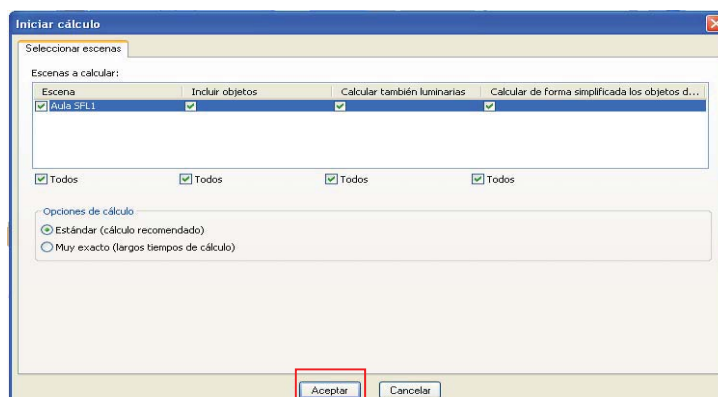 Iniciar cálculo
Seleccionar escenas
Escenas a calcular:
Escena Incluir objetos Calcular también luminarias Calcular de forma simplificada los objetos d...
Aula SFL1
Todos Todos Todos Todos
Opciones de cálculo
Estándar (cálculo recomendado)
Muy exacto (largos tiempos de cálculo)
Aceptar Cancelar